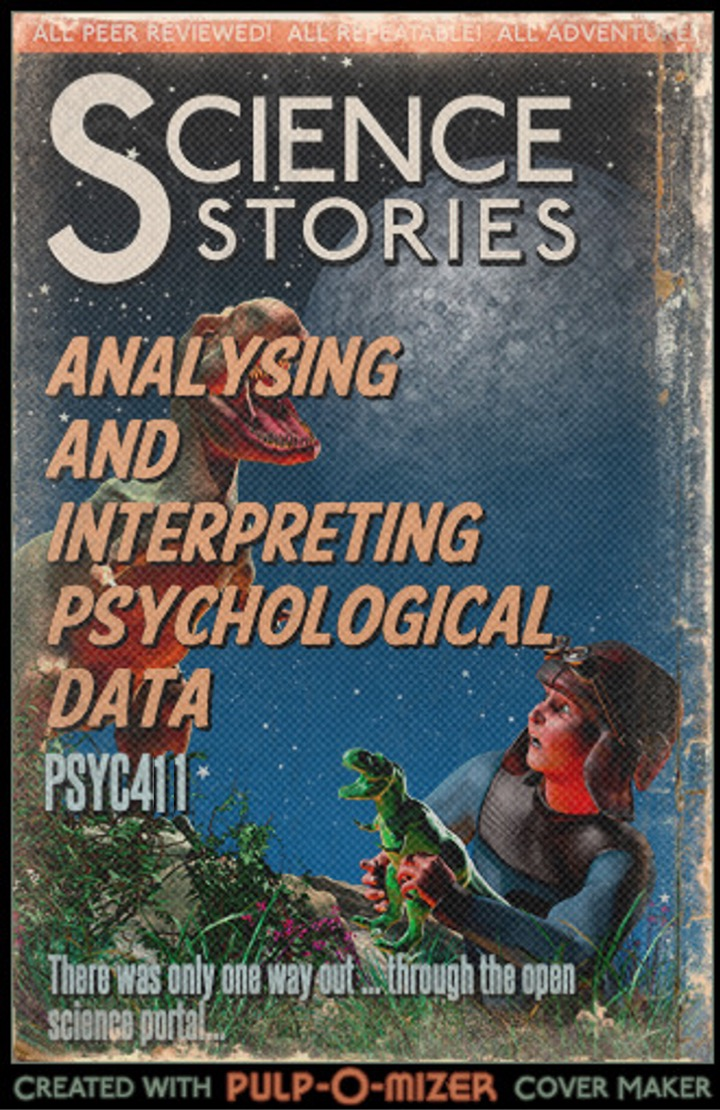 ALL PEER REVIEWED! ALL REPEATABLE! ALL ADVENTURE!
SCIENCE
STORIES
ANALYSING
AND
INTERPRETING
PSYCHOLOGICAL
DATA
PSYC411
There was only one way out ... through the open
science portal...
CREATED WITH PULP-O-MIZER COVER MAKER